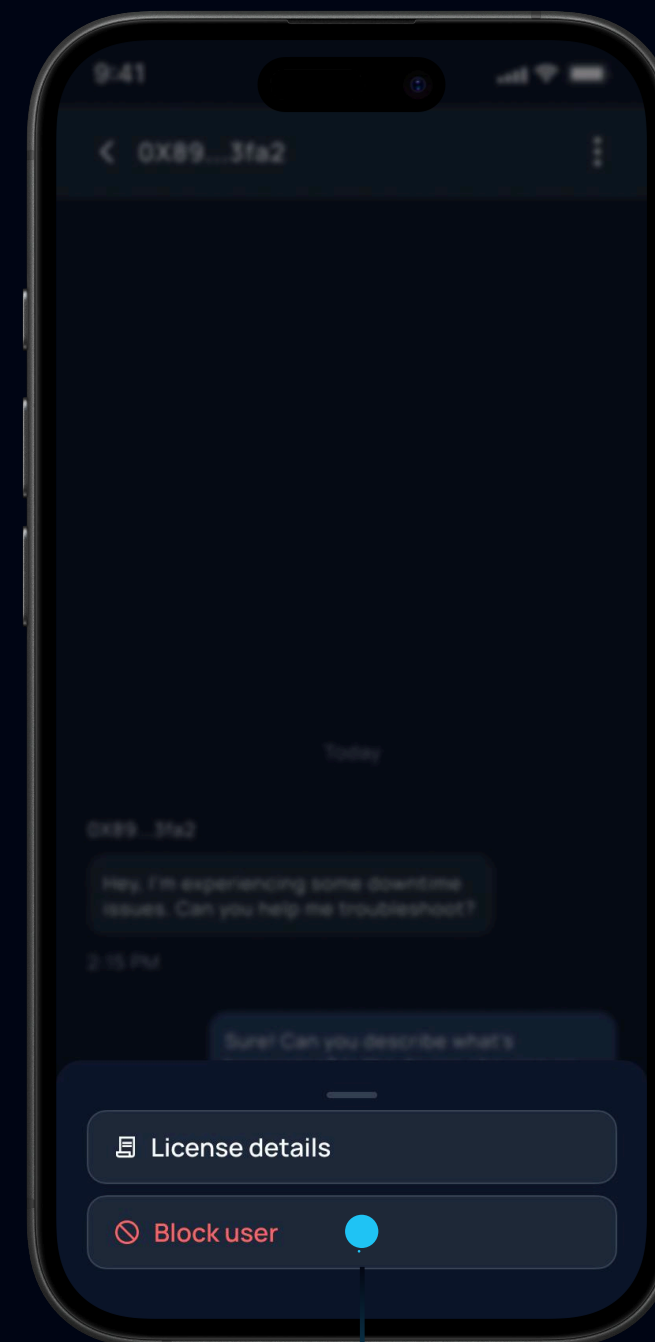 9:41
0X89...3fa2
Today
0X89...3fa2
Hey, I'm experiencing some downtime
issues. Can you help me troubleshoot?
2:15 PM
Sure! Can you describe what's
License details
Block user